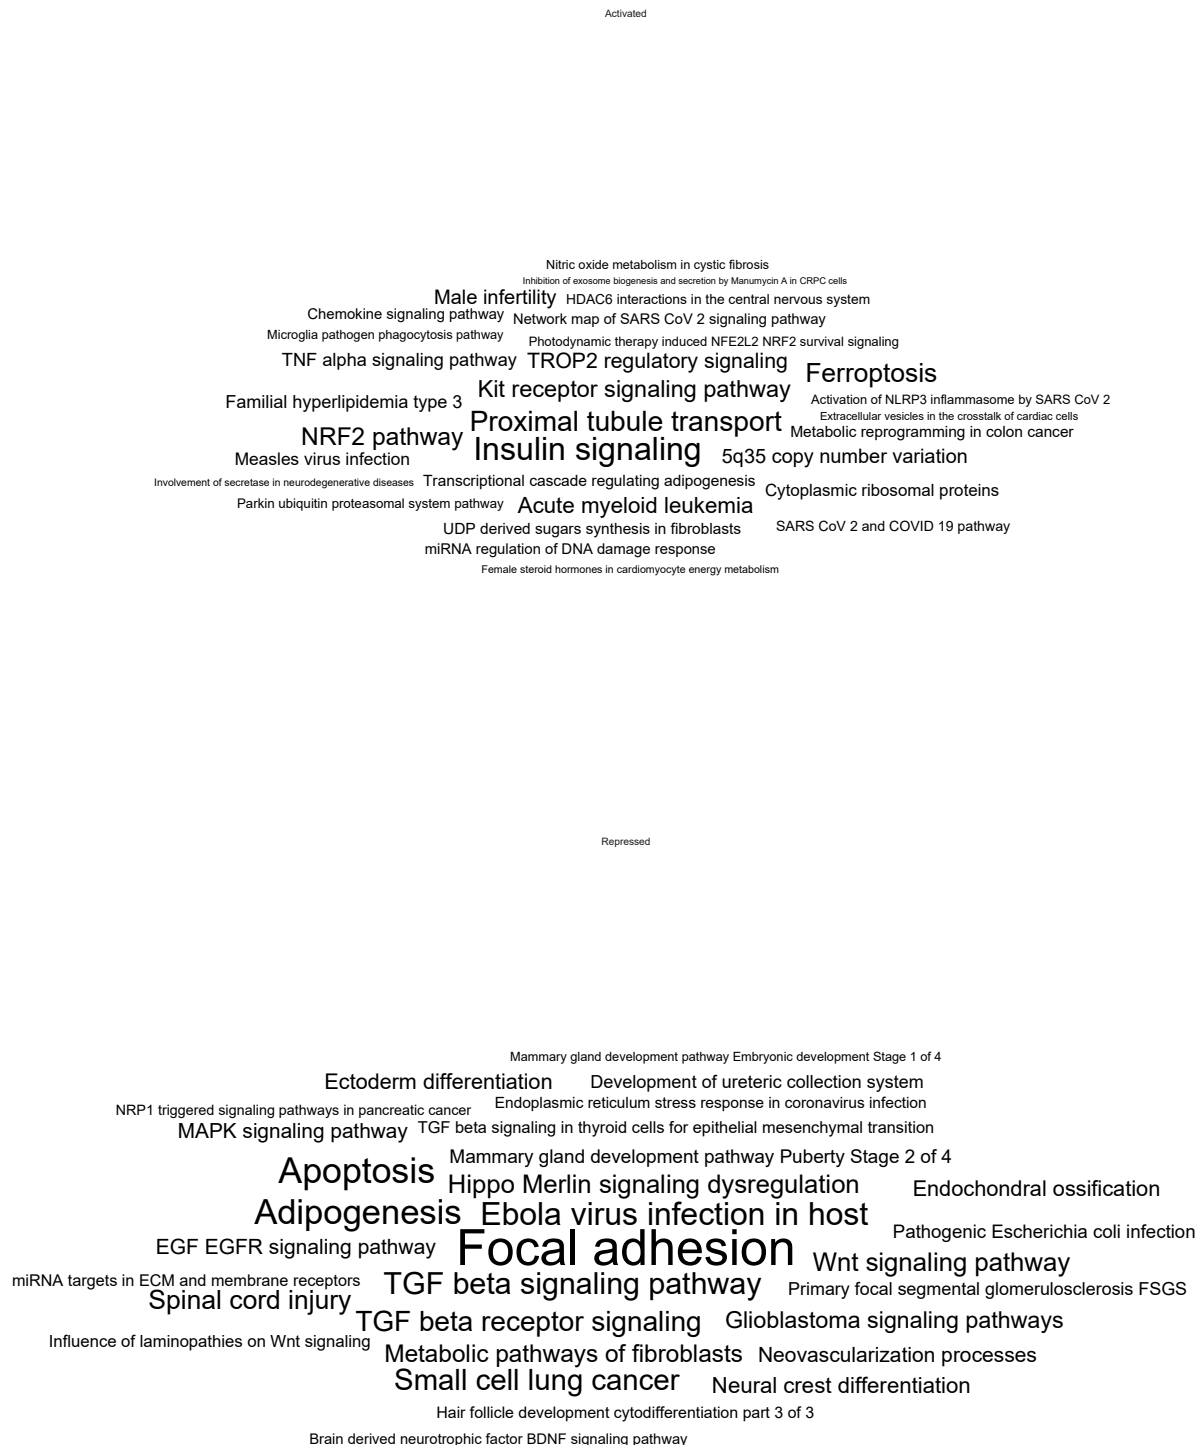 Activated
Nitric oxide metabolism in cystic fibrosis
Inhibition of exosome biogenesis and secretion by Manumycin A in CRPC cells
Male infertility
HDAC6 interactions in the central nervous system
Chemokine signaling pathway
Network map of SARS CoV 2 signaling pathway
Microglia pathogen phagocytosis pathway
Photodynamic therapy induced NFE2L2 NRF2 survival signaling
TNF alpha signaling pathway
TROP2 regulatory signaling
Ferroptosis
Kit receptor signaling pathway
Familial hyperlipidemia type 3
Activation of NLRP3 inflammasome by SARS CoV 2
Extracellular vesicles in the crosstalk of cardiac cells
Proximal tubule transport
Metabolic reprogramming in colon cancer
NRF2 pathway
Insulin signaling
Measles virus infection
5q35 copy number variation
Involvement of secretase in neurodegenerative diseases
Transcriptional cascade regulating adipogenesis
Cytoplasmic ribosomal proteins
Parkin ubiquitin proteasomal system pathway
Acute myeloid leukemia
UDP derived sugars synthesis in fibroblasts
SARS CoV 2 and COVID 19 pathway
miRNA regulation of DNA damage response
Female steroid hormones in cardiomyocyte energy metabolism
Repressed
Mammary gland development pathway Embryonic development Stage 1 of 4
Ectoderm differentiation
Development of ureteric collection system
NRP1 triggered signaling pathways in pancreatic cancer
Endoplasmic reticulum stress response in coronavirus infection
MAPK signaling pathway
TGF beta signaling in thyroid cells for epithelial mesenchymal transition
Apoptosis
Mammary gland development pathway Puberty Stage 2 of 4
Hippo Merlin signaling dysregulation
Endochondral ossification
Adipogenesis
Ebola virus infection in host
Pathogenic Escherichia coli infection
EGF EGFR signaling pathway
Focal adhesion
Wnt signaling pathway
miRNA targets in ECM and membrane receptors
TGF beta signaling pathway
Primary focal segmental glomerulosclerosis FSGS
Spinal cord injury
TGF beta receptor signaling
Glioblastoma signaling pathways
Influence of laminopathies on Wnt signaling
Metabolic pathways of fibroblasts
Neovascularization processes
Small cell lung cancer
Neural crest differentiation
Hair follicle development cytodifferentiation part 3 of 3
Brain derived neurotrophic factor BDNF signaling pathway